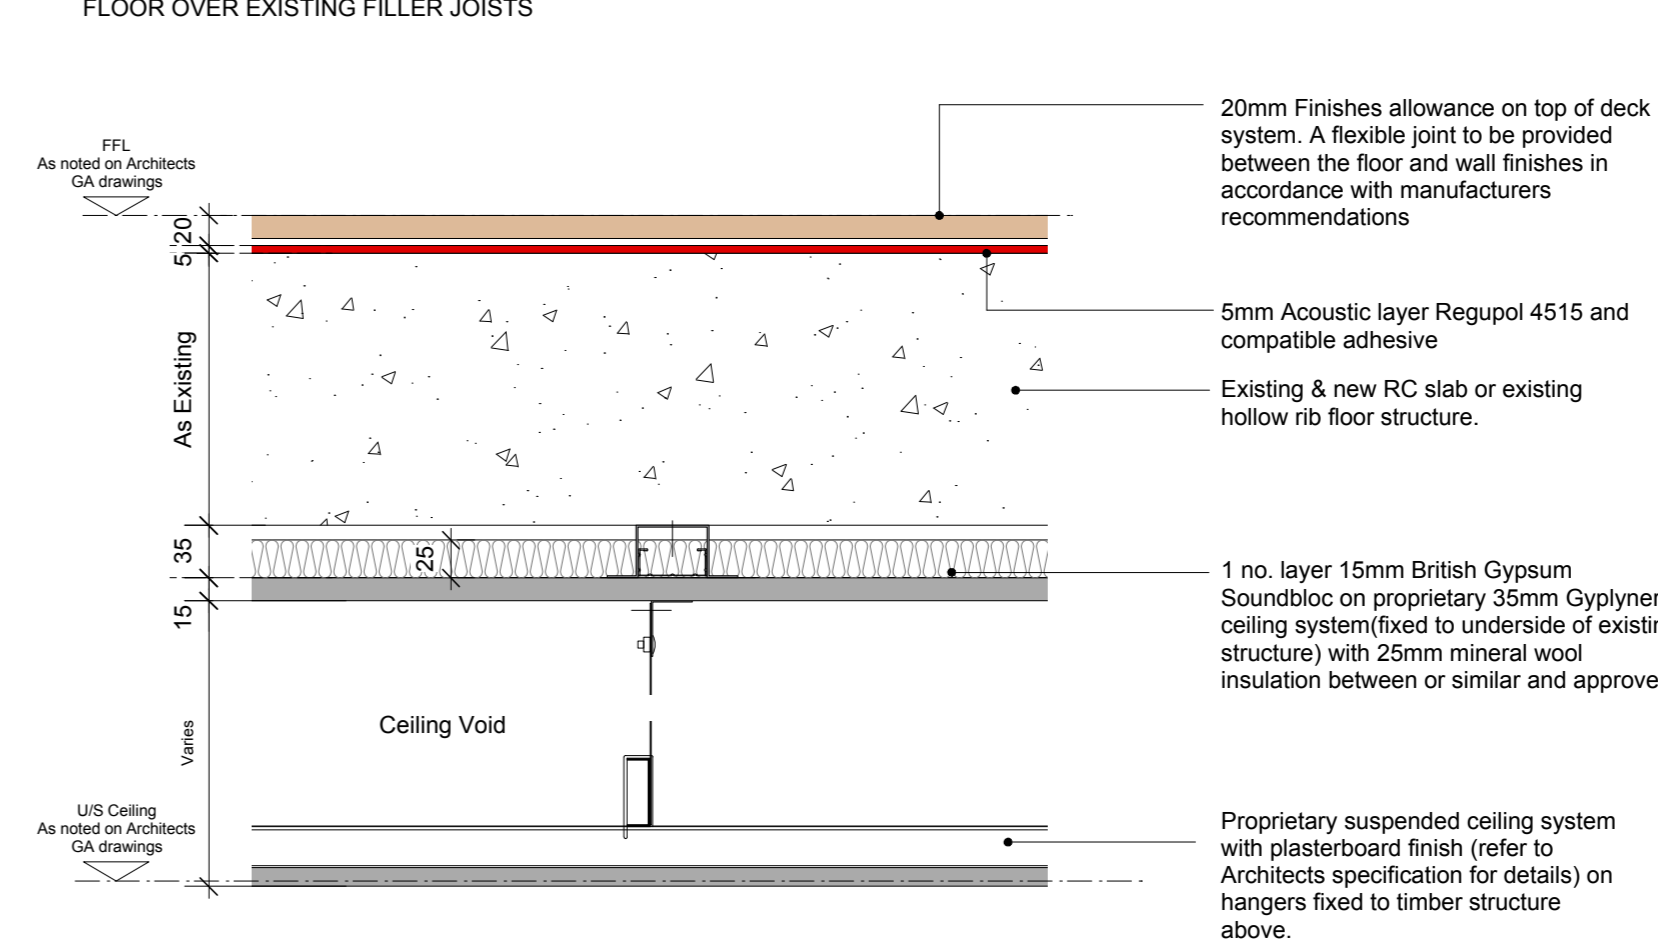 FLOOR OVER EXISTING FILLER JOISTS
FFL
As noted on Architects
GA drawings
20
5
As Existing
35
25
15
Varies
Ceiling Void
U/S Ceiling
As noted on Architects
GA drawings
20mm Finishes allowance on top of deck
system. A flexible joint to be provided
between the floor and wall finishes in
accordance with manufacturers
recommendations
5mm Acoustic layer Regupol 4515 and
compatible adhesive
Existing & new RC slab or existing
hollow rib floor structure.
1 no. layer 15mm British Gypsum
Soundbloc on proprietary 35mm Gyplyner
ceiling system(fixed to underside of existin
structure) with 25mm mineral wool
insulation between or similar and approve
Proprietary suspended ceiling system
with plasterboard finish (refer to
Architects specification for details) on
hangers fixed to timber structure
above.